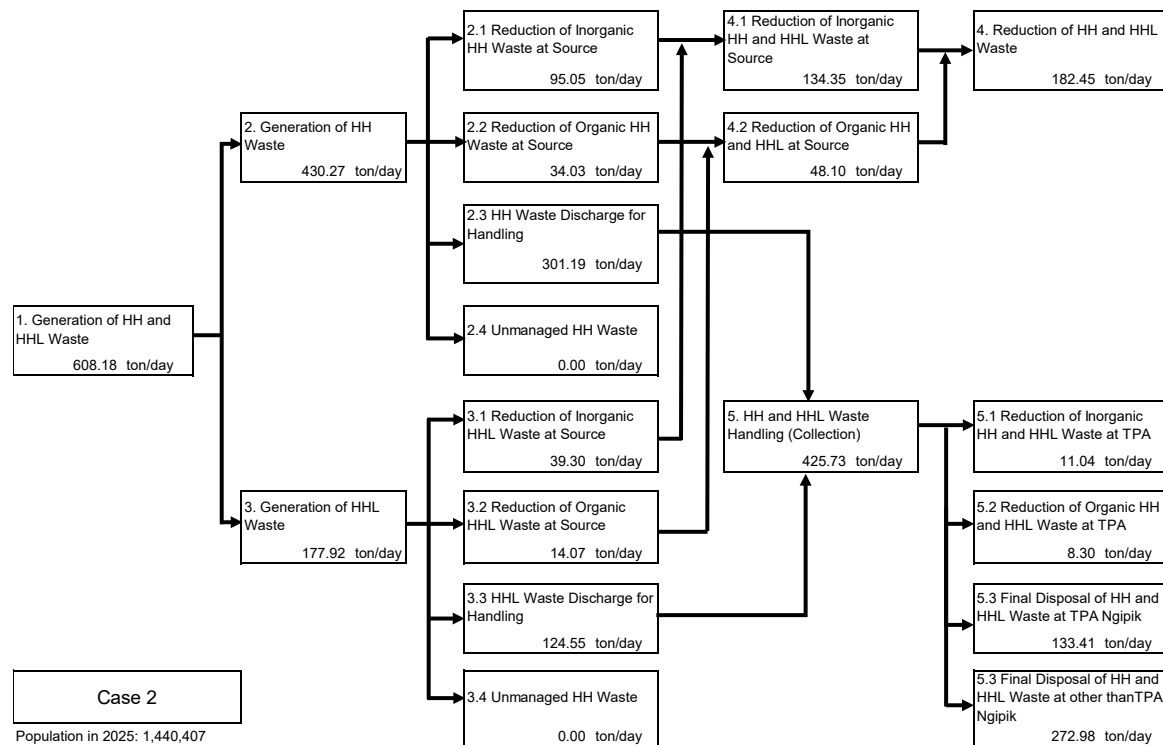 1. Generation of HH and
HHL Waste
608.18 ton/day
2. Generation of HH
Waste
430.27 ton/day
3. Generation of HHL
Waste
177.92 ton/day
2.1 Reduction of Inorganic
HH Waste at Source
95.05 ton/day
2.2 Reduction of Organic HH
Waste at Source
34.03 ton/day
2.3 HH Waste Discharge for
Handling
301.19 ton/day
2.4 Unmanaged HH Waste
0.00 ton/day
3.1 Reduction of Inorganic
HHL Waste at Source
39.30 ton/day
3.2 Reduction of Organic
HHL Waste at Source
14.07 ton/day
3.3 HHL Waste Discharge for
Handling
124.55 ton/day
3.4 Unmanaged HH Waste
0.00 ton/day
4.1 Reduction of Inorganic
HH and HHL Waste at
Source
134.35 ton/day
4.2 Reduction of Organic HH
and HHL at Source
48.10 ton/day
4. Reduction of HH and HHL
Waste
182.45 ton/day
5. HH and HHL Waste
Handling (Collection)
425.73 ton/day
5.1 Reduction of Inorganic
HH and HHL Waste at TPA
11.04 ton/day
5.2 Reduction of Organic HH
and HHL Waste at TPA
8.30 ton/day
5.3 Final Disposal of HH and
HHL Waste at TPA Ngipik
133.41 ton/day
5.3 Final Disposal of HH and
HHL Waste at other thanTPA
Ngipik
272.98 ton/day
Case 2
Population in 2025: 1,440,407